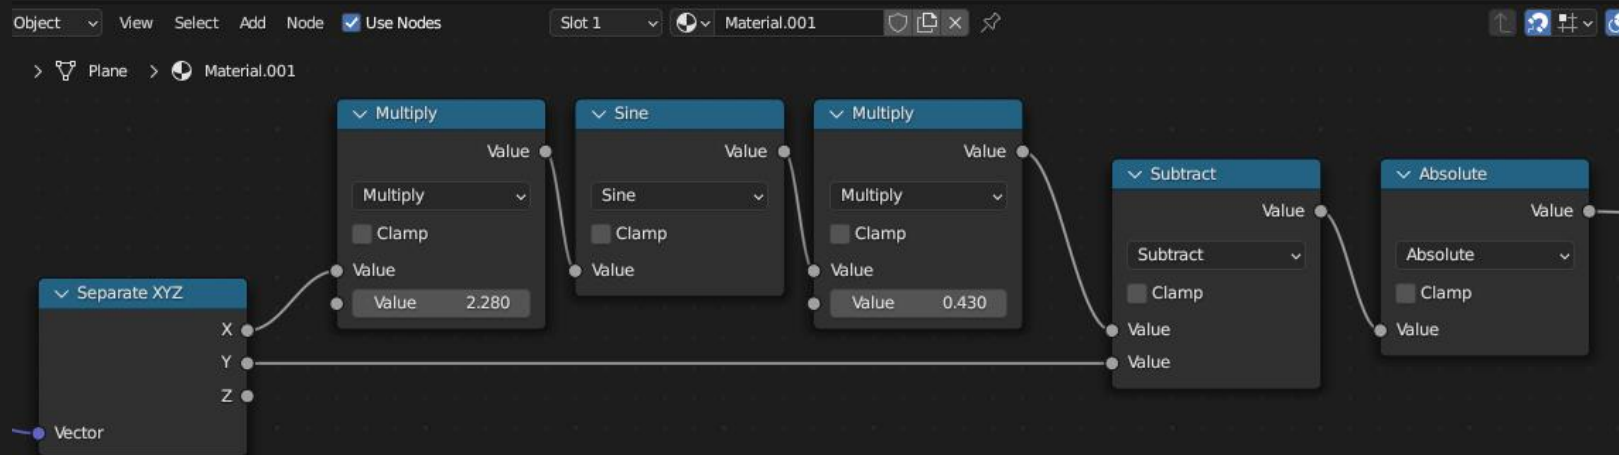 Object View Select Add Node Use Nodes Slot 1 Material.001
Plane Material.001
Multiply
Value
Multiply
Clamp
Value
Value 2.280
Sine
Value
Sine
Clamp
Value
Multiply
Value
Multiply
Clamp
Value
Value 0.430
Subtract
Value
Subtract
Clamp
Value
Value
Absolute
Value
Absolute
Clamp
Value
Separate XYZ
X
Y
Z
Vector